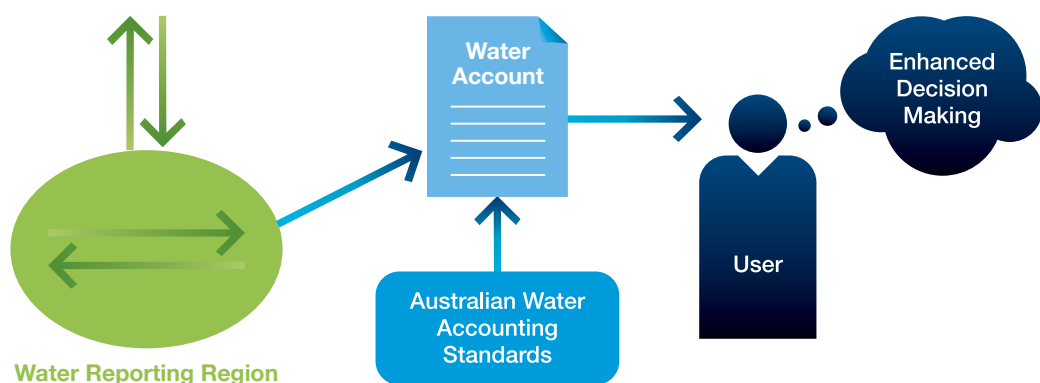 Water
Account
Enhanced
Decision
Making
User
Australian Water
Accounting
Standards
Water Reporting Region